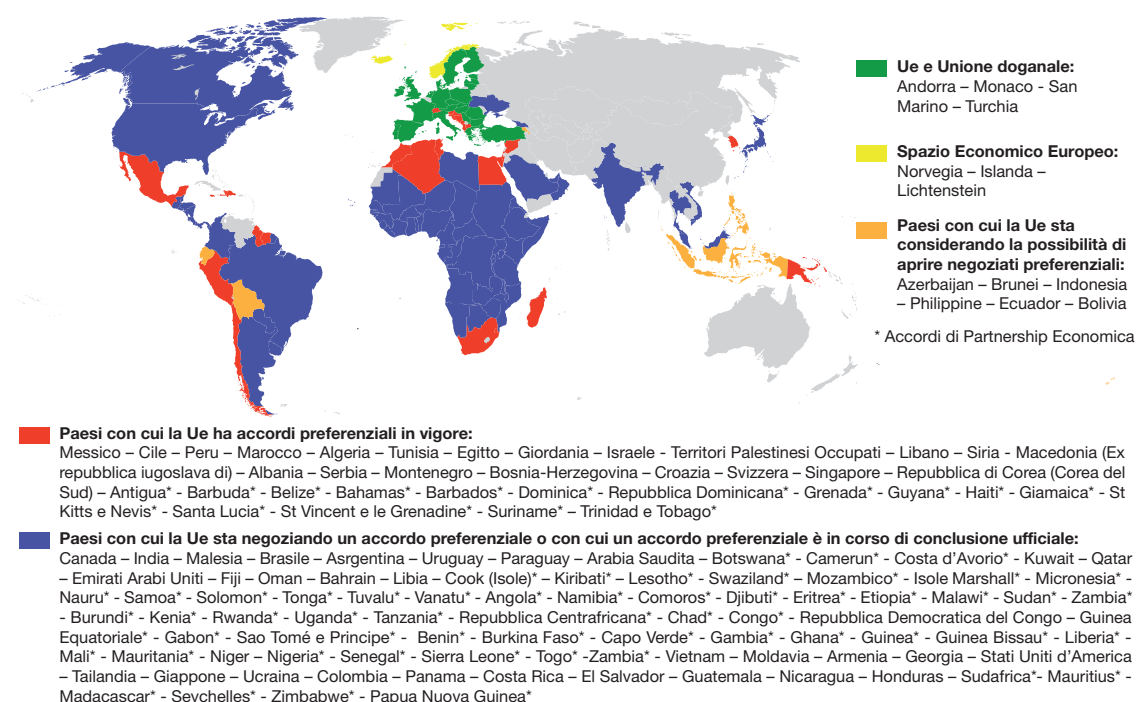 Ue e Unione doganale:
Andorra – Monaco - San
Marino – Turchia
Spazio Economico Europeo:
Norvegia – Islanda –
Lichtenstein
Paesi con cui la Ue sta
considerando la possibilità di
aprire negoziati preferenziali:
Azerbaijan – Brunei – Indonesia
– Philippine – Ecuador – Bolivia
* Accordi di Partnership Economica
Paesi con cui la Ue ha accordi preferenziali in vigore:
Messico – Cile – Peru – Marocco – Algeria – Tunisia – Egitto – Giordania – Israele - Territori Palestinesi Occupati – Libano – Siria - Macedonia (Ex
repubblica iugoslava di) – Albania – Serbia – Montenegro – Bosnia-Herzegovina – Croazia – Svizzera – Singapore – Repubblica di Corea (Corea del
Sud) – Antigua* - Barbuda* - Belize* - Bahamas* - Barbados* - Dominica* - Repubblica Dominicana* - Grenada* - Guyana* - Haiti* - Giamaica* - St
Kitts e Nevis* - Santa Lucia* - St Vincent e le Grenadine* - Suriname* – Trinidad e Tobago*
Paesi con cui la Ue sta negoziando un accordo preferenziale o con cui un accordo preferenziale è in corso di conclusione ufficiale:
Canada – India – Malesia – Brasile – Asrgentina – Uruguay – Paraguay – Arabia Saudita – Botswana* - Camerun* - Costa d'Avorio* - Kuwait – Qatar
– Emirati Arabi Uniti – Fiji – Oman – Bahrain – Libia – Cook (Isole)* – Kiribati* – Lesotho* - Swaziland* – Mozambico* - Isole Marshall* - Micronesia* -
Nauru* - Samoa* - Solomon* - Tonga* - Tuvalu* - Vanatu* - Angola* - Namibia* - Comoros* - Djibuti* - Eritrea* - Etiopia* - Malawi* - Sudan* - Zambia*
- Burundi* - Kenia* - Rwanda* - Uganda* - Tanzania* - Repubblica Centrafricana* - Chad* - Congo* - Repubblica Democratica del Congo – Guinea
Equatoriale* - Gabon* - Sao Tomé e Principe* - Benin* - Burkina Faso* - Capo Verde* - Gambia* - Ghana* - Guinea* - Guinea Bissau* - Liberia* -
Mali* - Mauritania* - Niger – Nigeria* - Senegal* - Sierra Leone* - Togo* -Zambia* - Vietnam – Moldavia – Armenia – Georgia – Stati Uniti d'America
– Tailandia – Giappone – Ucraina – Colombia – Panama – Costa Rica – El Salvador – Guatemala – Nicaragua – Honduras – Sudafrica*- Mauritius* -
Madacascar* - Seychelles* - Zimbabwe* - Papua Nuova Guinea*